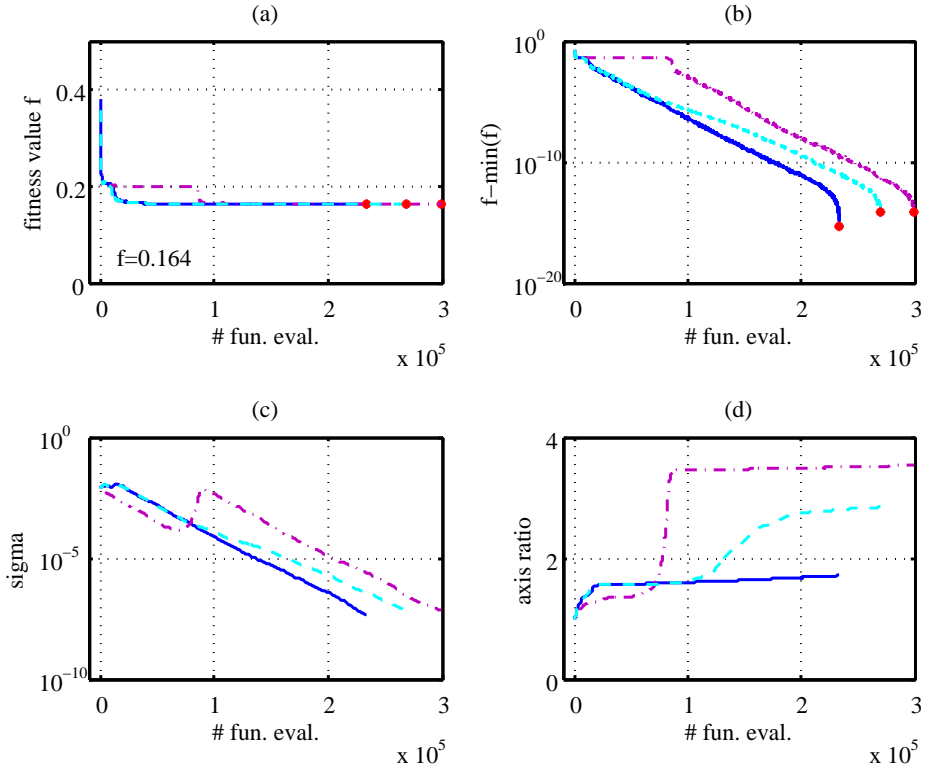 (a)
fitness value f
0.4
0.2
0
f=0.164
0 1 2 3
# fun. eval.
x 10^5
(b)
f−min(f)
10^0
10^−10
10^−20
0 1 2 3
# fun. eval.
x 10^5
(c)
sigma
10^0
10^−5
10^−10
0 1 2 3
# fun. eval.
x 10^5
(d)
axis ratio
4
2
0
0 1 2 3
# fun. eval.
x 10^5